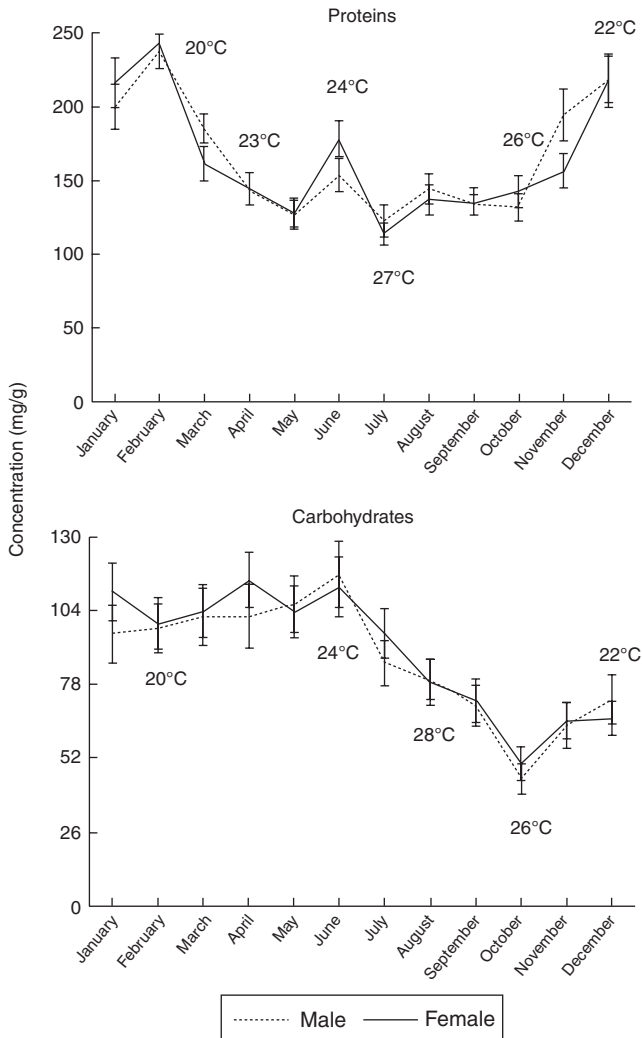 Proteins
Concentration (mg/g)
250
200
150
100
50
0
20°C
23°C
24°C
27°C
26°C
22°C
January
February
March
April
May
June
July
August
September
October
November
December
Carbohydrates
130
104
78
52
26
0
20°C
24°C
28°C
26°C
22°C
January
February
March
April
May
June
July
August
September
October
November
December
Male
Female